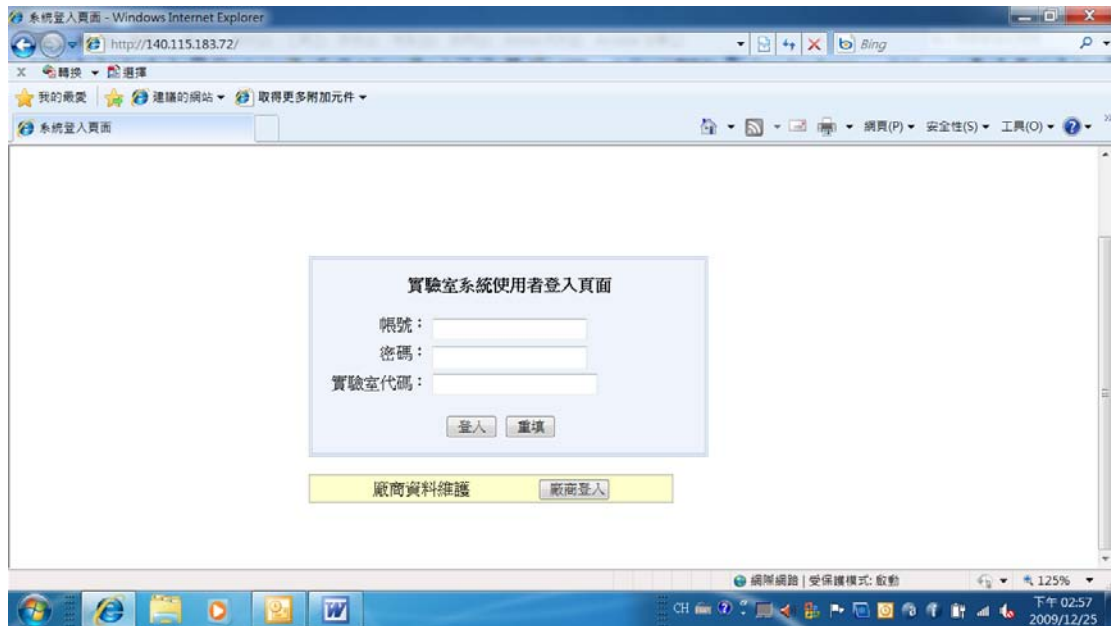 系統登入頁面 - Windows Internet Explorer
http://140.115.183.72/
Bing
x 轉換 選擇
我的最愛 建議的網站 取得更多附加元件
系統登入頁面
網頁(P) 安全性(S) 工具(O)
實驗室系統使用者登入頁面
帳號：
密碼：
實驗室代碼：
登入 重填
廠商資料維護 廠商登入
網際網路 | 受保護模式: 啟動 125%
CH 下午 02:57
2009/12/25